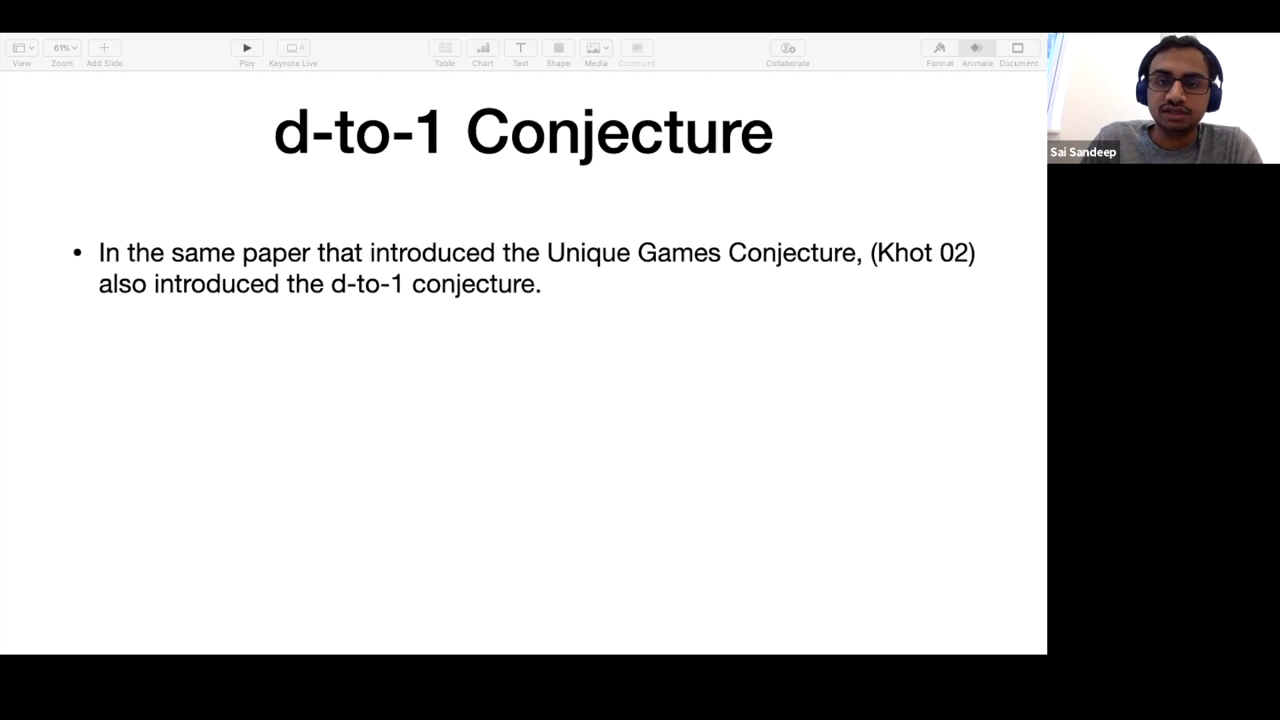 61%
View
Zoom
Add Slide
Play
Keynote Live
Table
Chart
Text
Shape
Media
Comment
Collaborate
Format
Animate
Document
d-to-1 Conjecture
• In the same paper that introduced the Unique Games Conjecture, (Khot 02)
also introduced the d-to-1 conjecture.
Sai Sandeep